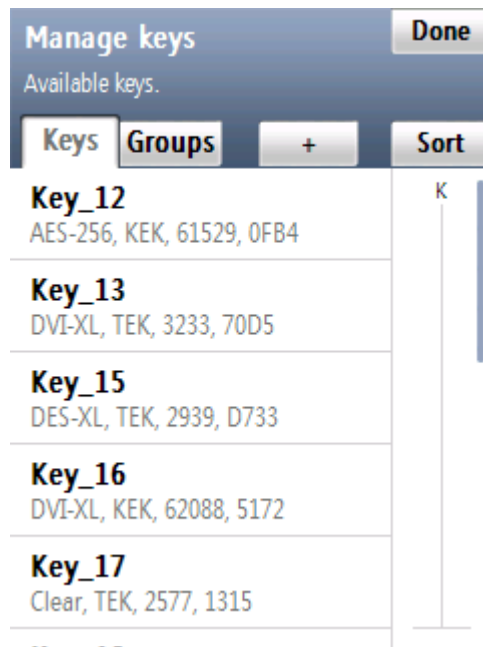 Manage keys
Done
Available keys.
Keys
Groups
+
Sort
K
Key_12
AES-256, KEK, 61529, 0FB4
Key_13
DVI-XL, TEK, 3233, 70D5
Key_15
DES-XL, TEK, 2939, D733
Key_16
DVI-XL, KEK, 62088, 5172
Key_17
Clear, TEK, 2577, 1315